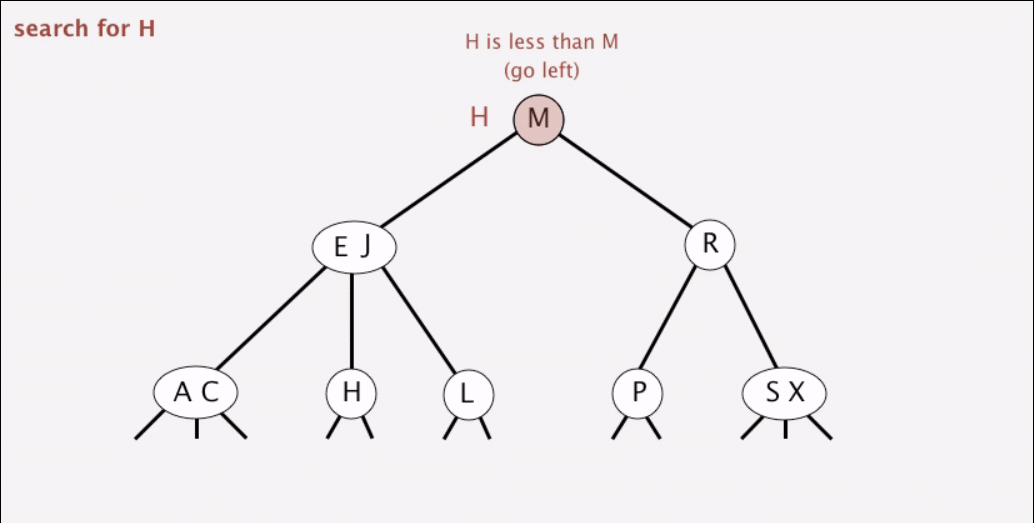 search for H
H is less than M
(go left)
H M
E J R
A C H L P S X